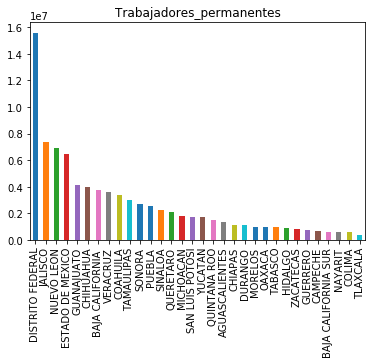 Trabajadores_permanentes
1e7
1.6
1.4
1.2
1.0
0.8
0.6
0.4
0.2
0.0
DISTRITO FEDERAL
JALISCO
NUEVO LEON
ESTADO DE MEXICO
GUANAJUATO
CHIHUAHUA
BAJA CALIFORNIA
VERACRUZ
COAHUILA
TAMAULIPAS
SONORA
PUEBLA
SINALOA
QUERETARO
MICHOACAN
SAN LUIS POTOSI
YUCATAN
QUINTANA ROO
AGUASCALIENTES
CHIAPAS
DURANGO
MORELOS
OAXACA
TABASCO
HIDALGO
ZACATECAS
GUERRERO
CAMPECHE
BAJA CALIFORNIA SUR
NAYARIT
COLIMA
TLAXCALA